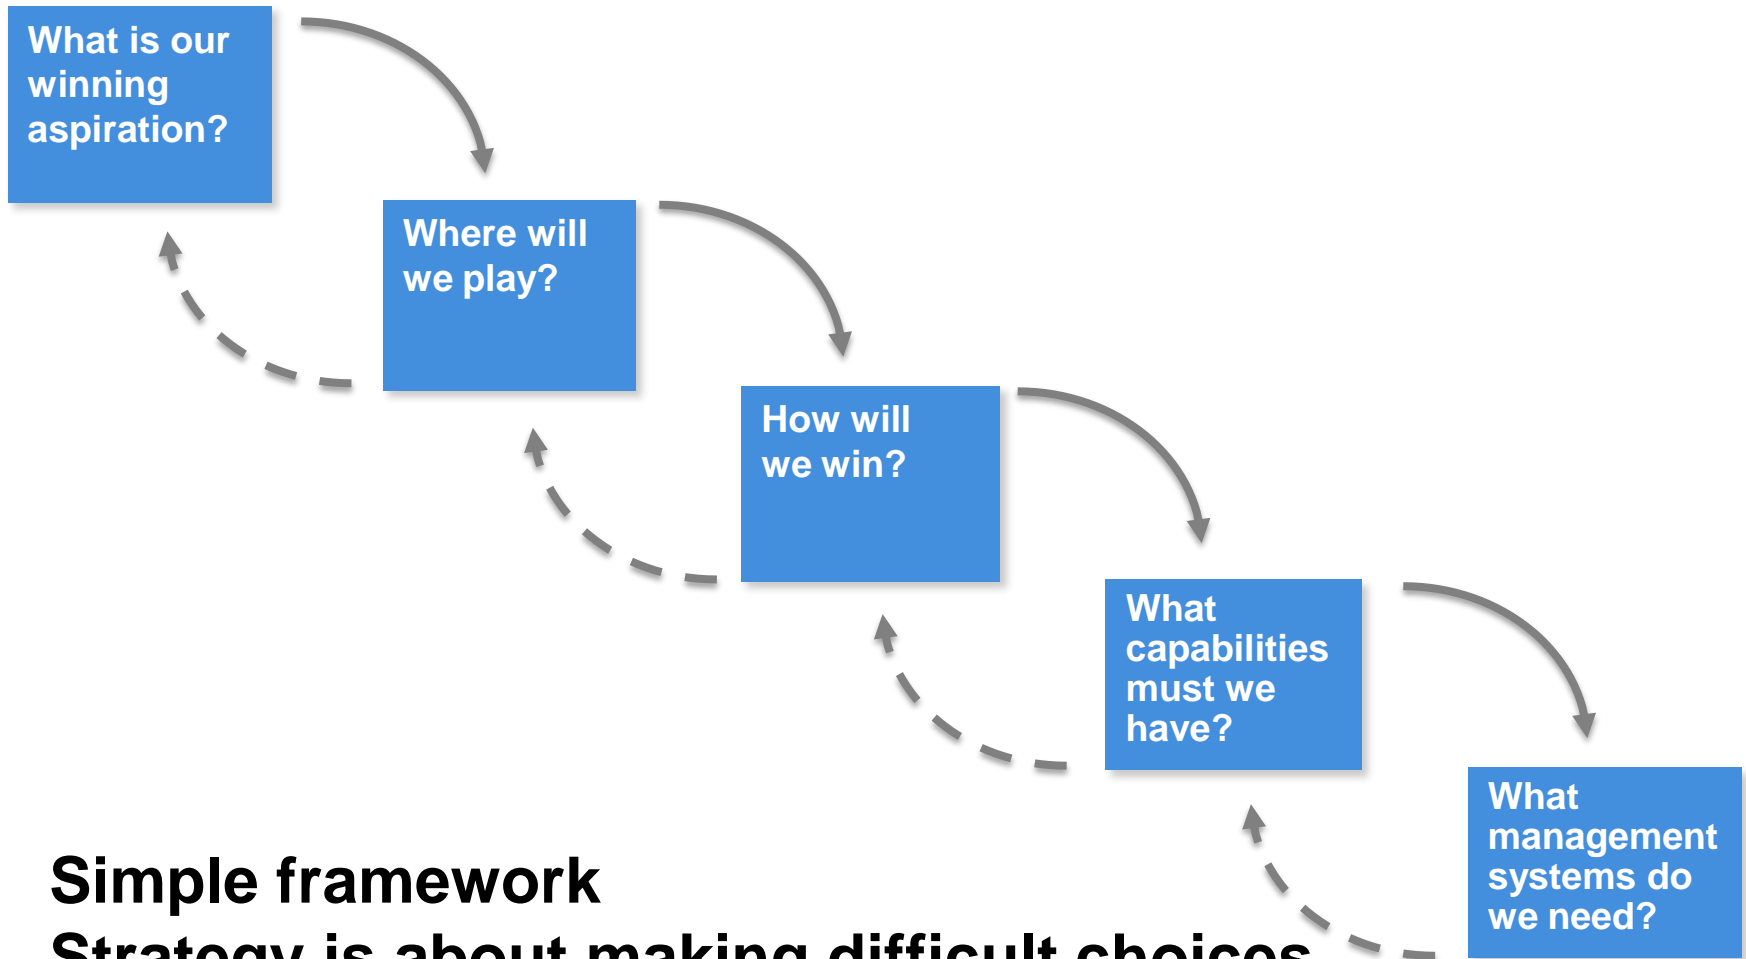 What is our
winning
aspiration?
Where will
we play?
How will
we win?
What
capabilities
must we
have?
What
management
systems do
we need?
Simple framework
Strategy is about making difficult choices